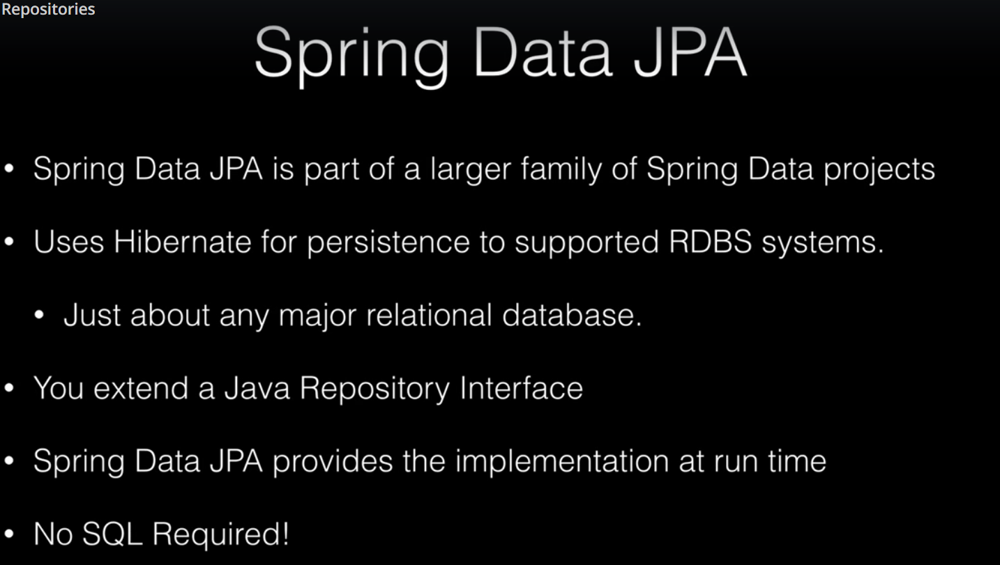 Repositories
Spring Data JPA
• Spring Data JPA is part of a larger family of Spring Data projects
• Uses Hibernate for persistence to supported RDBS systems.
• Just about any major relational database.
• You extend a Java Repository Interface
• Spring Data JPA provides the implementation at run time
• No SQL Required!